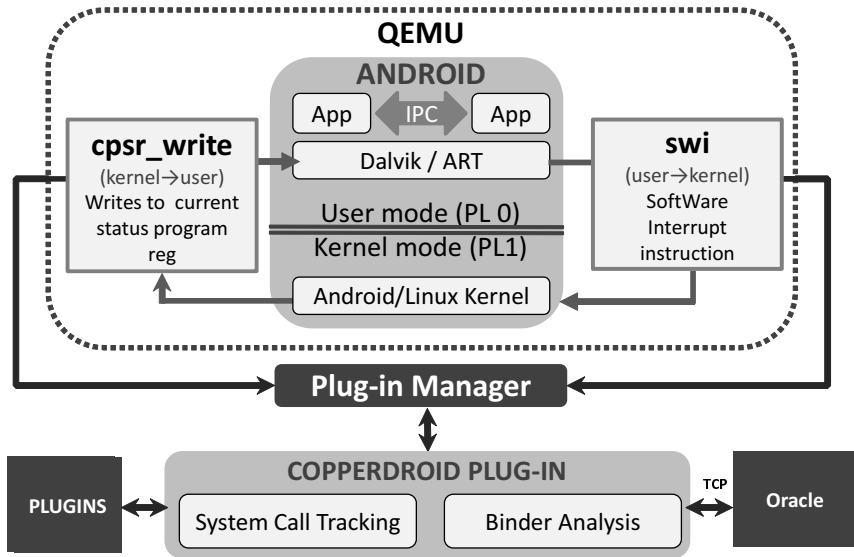 QEMU
ANDROID
App
IPC
App
cpsr_write
(kernel→user)
Writes to current
status program
reg
Dalvik / ART
swi
(user→kernel)
SoftWare
Interrupt
instruction
User mode (PL 0)
Kernel mode (PL1)
Android/Linux Kernel
Plug-in Manager
COPPERDROID PLUG-IN
PLUGINS
System Call Tracking
Binder Analysis
TCP
Oracle